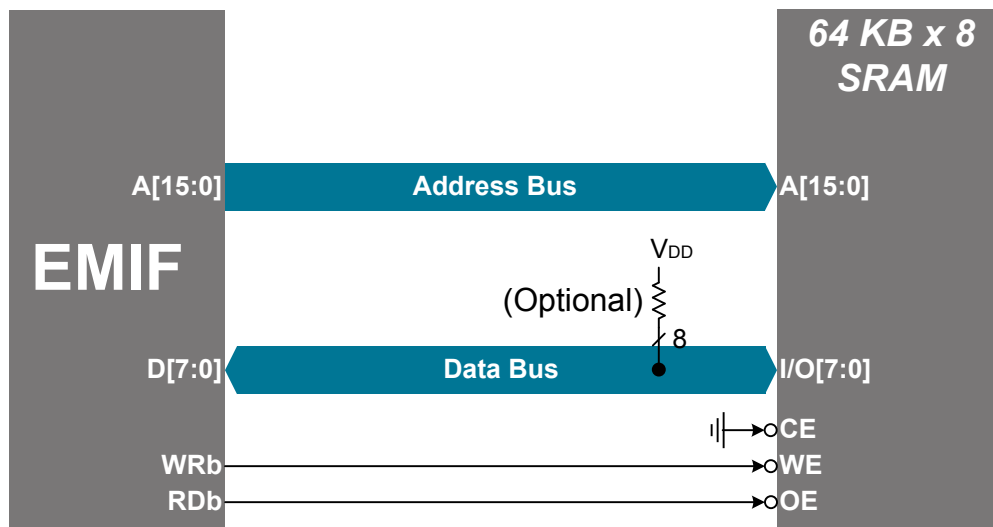 64 KB x 8
SRAM
A[15:0]
Address Bus
A[15:0]
EMIF
VDD
(Optional)
8
D[7:0]
Data Bus
I/O[7:0]
CE
WRb
WE
RDb
OE